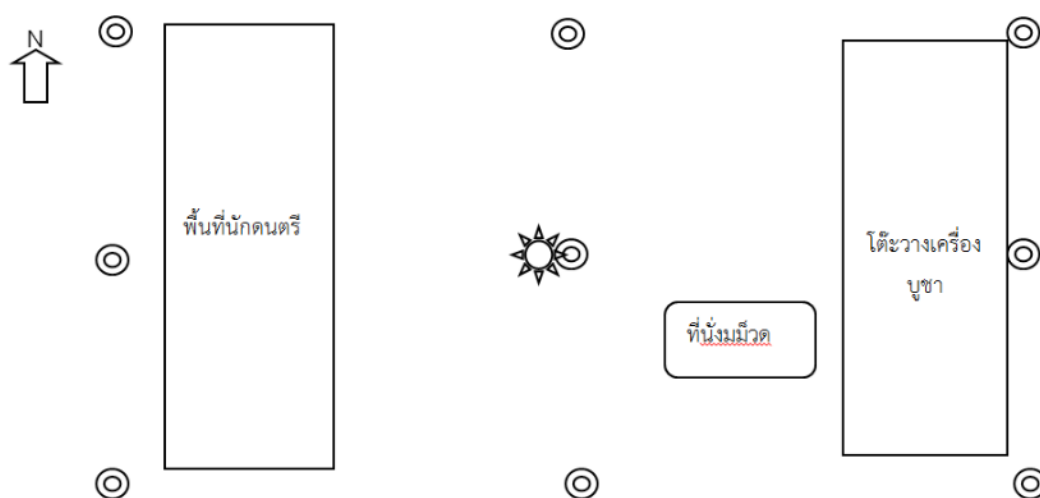 N
พื้นที่นักดนตรี
โต๊ะวางเครื่อง
บูชา
ที่นั่งมม็วด